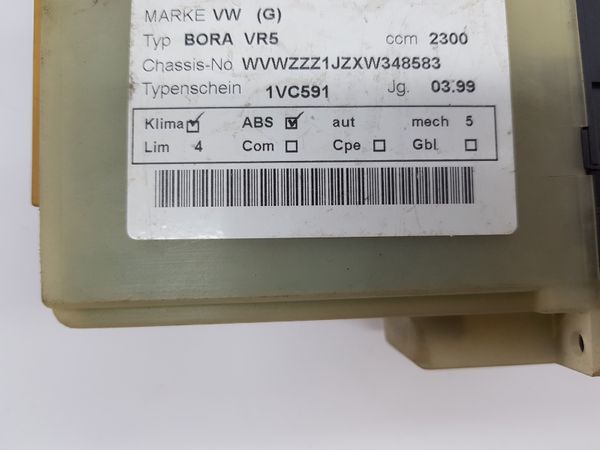 MARKE VW (G)
Typ BORA VR5 ccm 2300
Chassis-No WVWZZZ1JZXW348583
Typenschein 1VC591 Jg. 03.99
Klima ☑ ABS ☑ aut mech 5
Lim 4 Com ☐ Cpe ☐ Gbl ☐